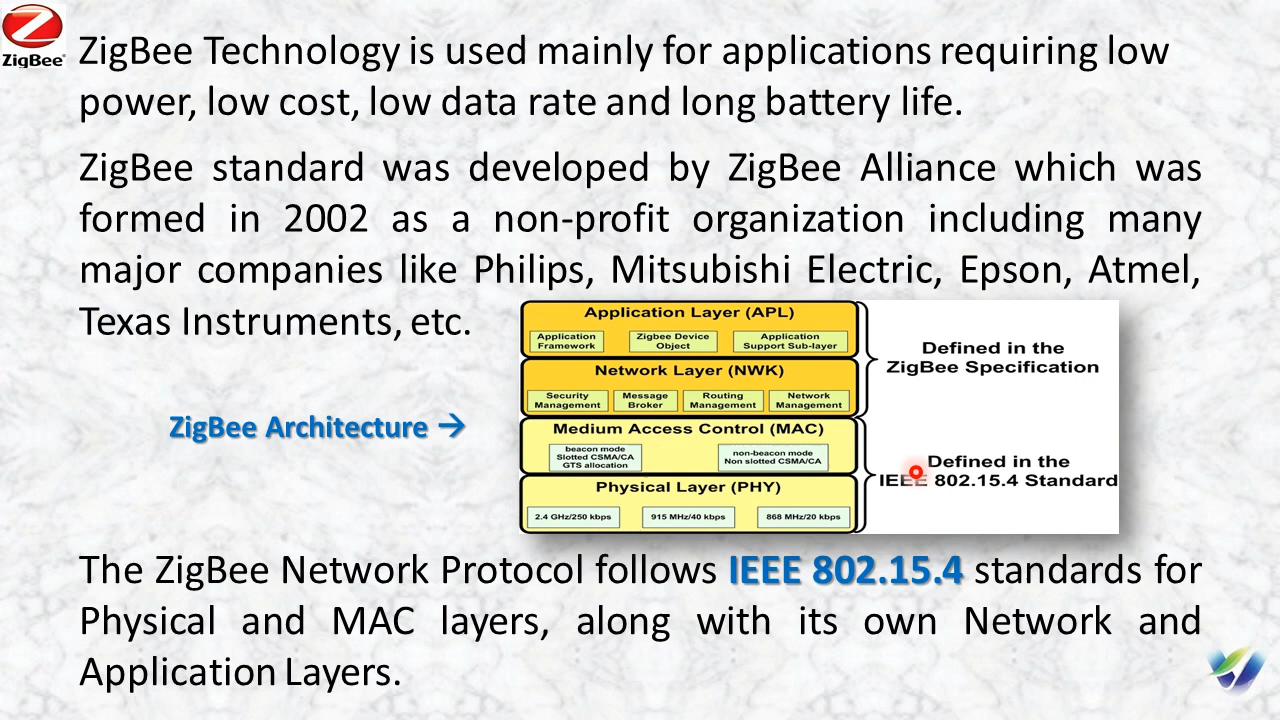 ZigBee®
ZigBee Technology is used mainly for applications requiring low
power, low cost, low data rate and long battery life.
ZigBee standard was developed by ZigBee Alliance which was
formed in 2002 as a non-profit organization including many
major companies like Philips, Mitsubishi Electric, Epson, Atmel,
Texas Instruments, etc.
ZigBee Architecture →
Application Layer (APL)
Application
Framework
Zigbee Device
Object
Application
Support Sub-layer
Network Layer (NWK)
Security
Management
Message
Broker
Routing
Management
Network
Management
Defined in the
ZigBee Specification
Medium Access Control (MAC)
beacon mode
Slotted CSMA/CA
GTS allocation
non-beacon mode
Non slotted CSMA/CA
Physical Layer (PHY)
2.4 GHz/250 kbps
915 MHz/40 kbps
868 MHz/20 kbps
Defined in the
IEEE 802.15.4 Standard
The ZigBee Network Protocol follows IEEE 802.15.4 standards for
Physical and MAC layers, along with its own Network and
Application Layers.